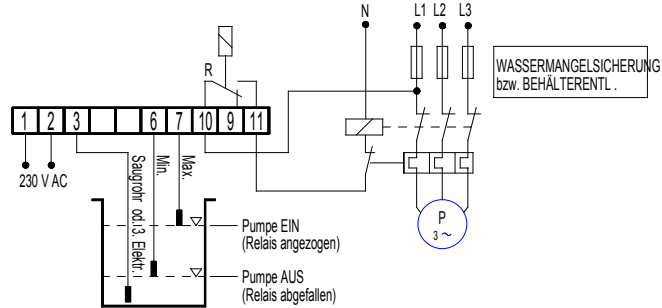 N
L1 L2 L3
WASSERMANGELSICHERUNG
bzw. BEHÄLTERENTL .
R
1 2 3 6 7 10 9 11
230 V AC
Saugrohr od. 3. Elektr.
Min.
Max.
Pumpe EIN
(Relais angezogen)
Pumpe AUS
(Relais abgefallen)
P
3 ~